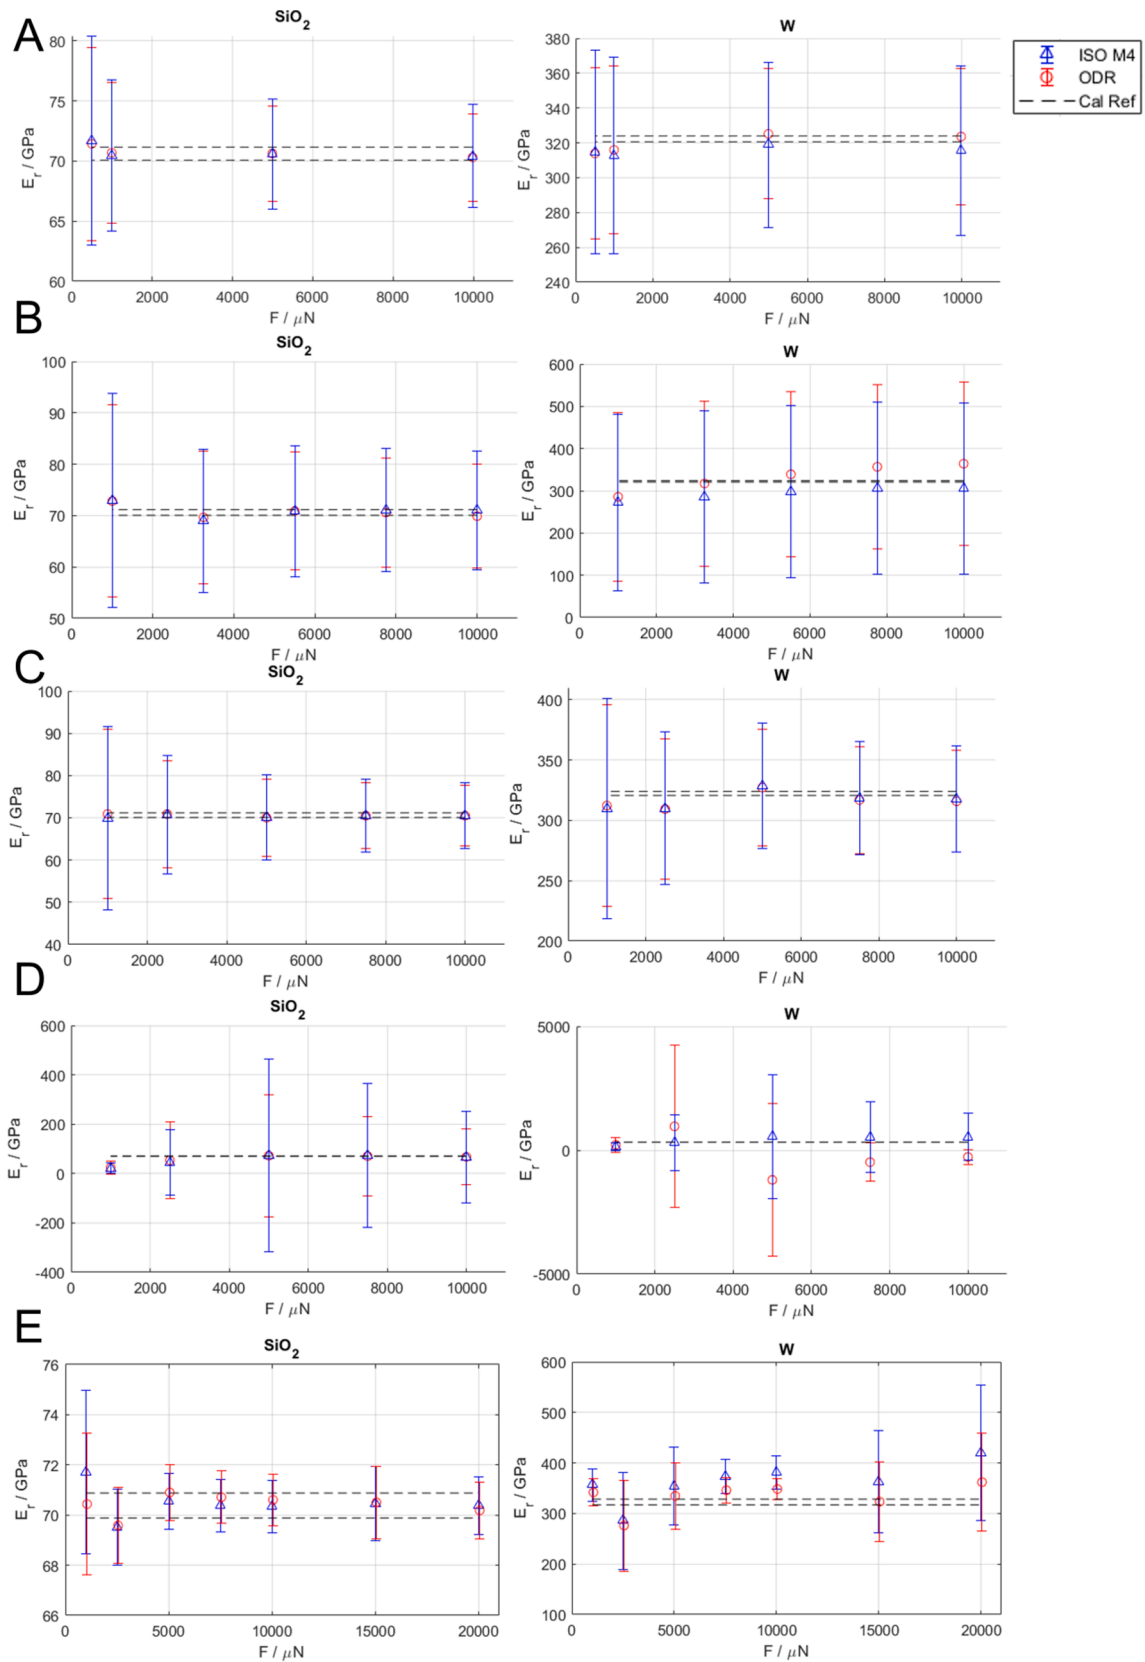 A
SiO2
80
75
70
65
60
Er / GPa
0 2000 4000 6000 8000 10000
F / μN
W
380
360
340
320
300
280
260
240
Er / GPa
0 2000 4000 6000 8000 10000
F / μN
ISO M4
ODR
Cal Ref
B
SiO2
100
90
80
70
60
50
Er / GPa
0 2000 4000 6000 8000 10000
F / μN
W
600
500
400
300
200
100
0
Er / GPa
0 2000 4000 6000 8000 10000
F / μN
C
SiO2
100
90
80
70
60
50
40
Er / GPa
0 2000 4000 6000 8000 10000
F / μN
W
400
350
300
250
200
Er / GPa
0 2000 4000 6000 8000 10000
F / μN
D
SiO2
600
400
200
0
-200
-400
Er / GPa
0 2000 4000 6000 8000 10000
F / μN
W
5000
0
-5000
Er / GPa
0 2000 4000 6000 8000 10000
F / μN
E
SiO2
76
74
72
70
68
66
Er / GPa
0 5000 10000 15000 20000
F / μN
W
600
500
400
300
200
100
Er / GPa
0 5000 10000 15000 20000
F / μN